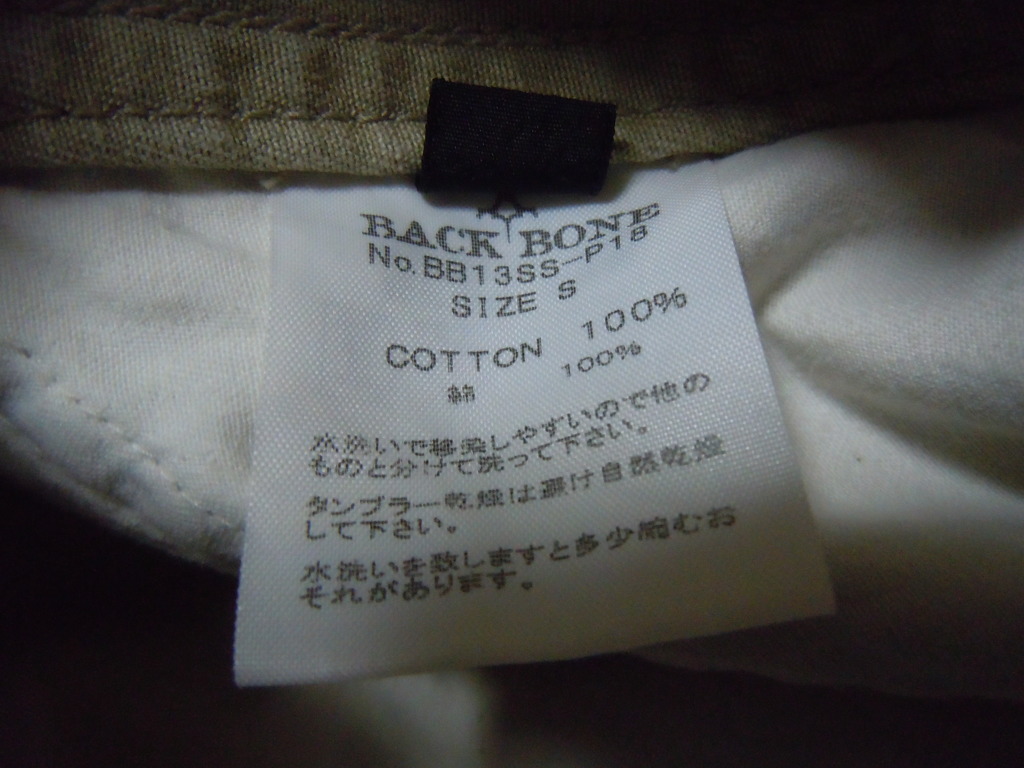 BACK BONE
No.BB13SS-P18
SIZE S
COTTON 100%
綿 100%
水洗いで移染しやすいので他の
ものと分けて洗って下さい。
タンブラー乾燥は避け自然乾燥
して下さい。
水洗いを致しますと多少縮むお
それがあります。